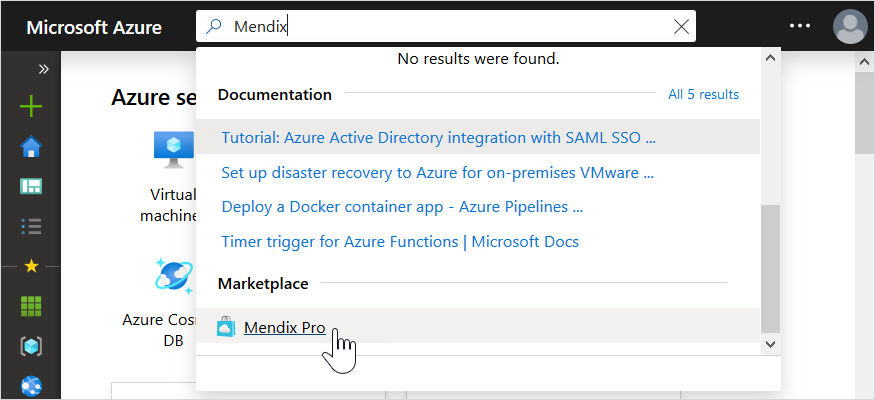 Microsoft Azure
Mendix
No results were found.
Documentation
All 5 results
Tutorial: Azure Active Directory integration with SAML SSO ...
Set up disaster recovery to Azure for on-premises VMware ...
Deploy a Docker container app - Azure Pipelines ...
Timer trigger for Azure Functions | Microsoft Docs
Marketplace
Mendix Pro
Azure se
Virtual
machine
Azure Cos
DB